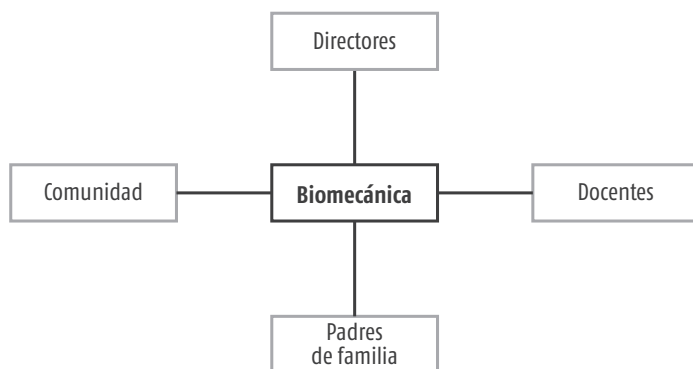 Directores
Comunidad
Biomecánica
Docentes
Padres
de familia